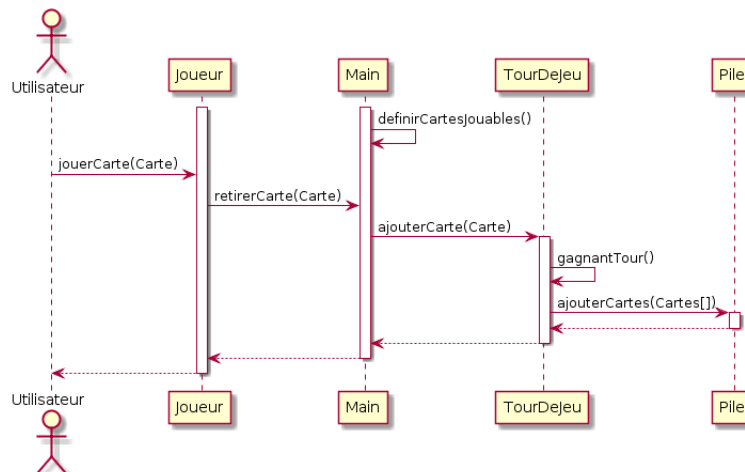 Utilisateur
Joueur
Main
TourDeJeu
Pile
definirCartesJouables()
jouerCarte(Carte)
retirerCarte(Carte)
ajouterCarte(Carte)
gagnantTour()
ajouterCartes(Cartes[])
Utilisateur
Joueur
Main
TourDeJeu
Pile